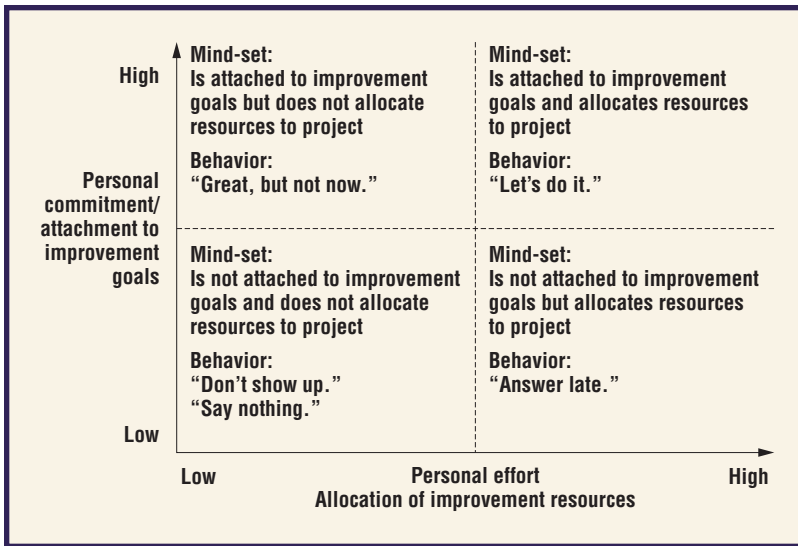 High
Personal
commitment/
attachment to
improvement
goals
Low
Mind-set:
Is attached to improvement
goals but does not allocate
resources to project
Behavior:
“Great, but not now.”
Mind-set:
Is attached to improvement
goals and allocates resources
to project
Behavior:
“Let’s do it.”
Mind-set:
Is not attached to improvement
goals and does not allocate
resources to project
Behavior:
“Don’t show up.”
“Say nothing.”
Mind-set:
Is not attached to improvement
goals but allocates resources
to project
Behavior:
“Answer late.”
Low
Personal effort
High
Allocation of improvement resources